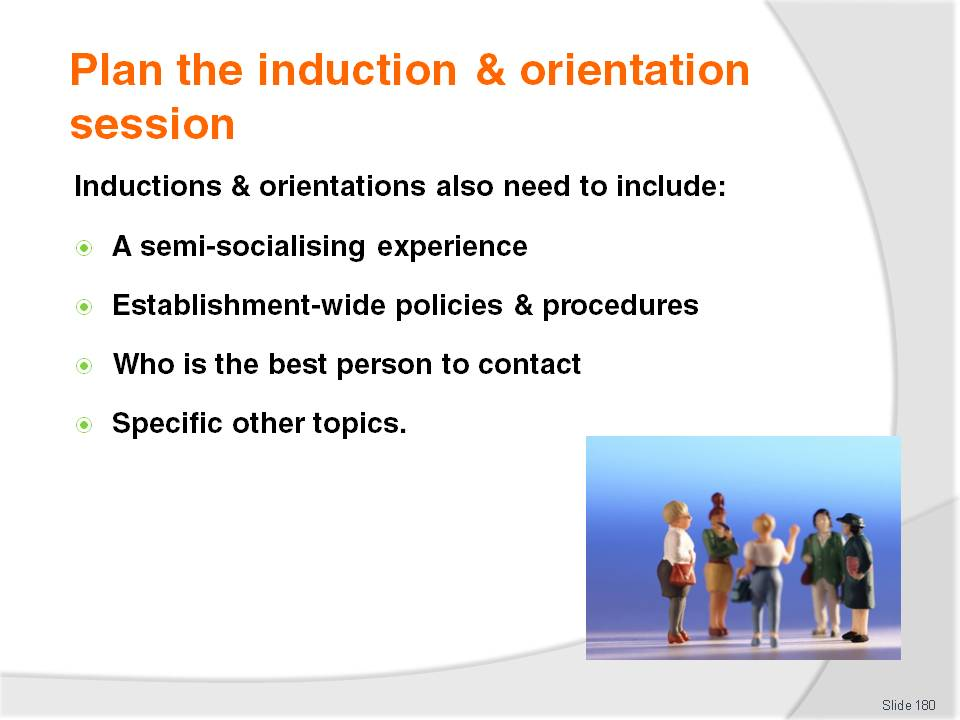 Plan the induction & orientation
session
Inductions & orientations also need to include:
A semi-socialising experience
Establishment-wide policies & procedures
Who is the best person to contact
Specific other topics.
Slide 180